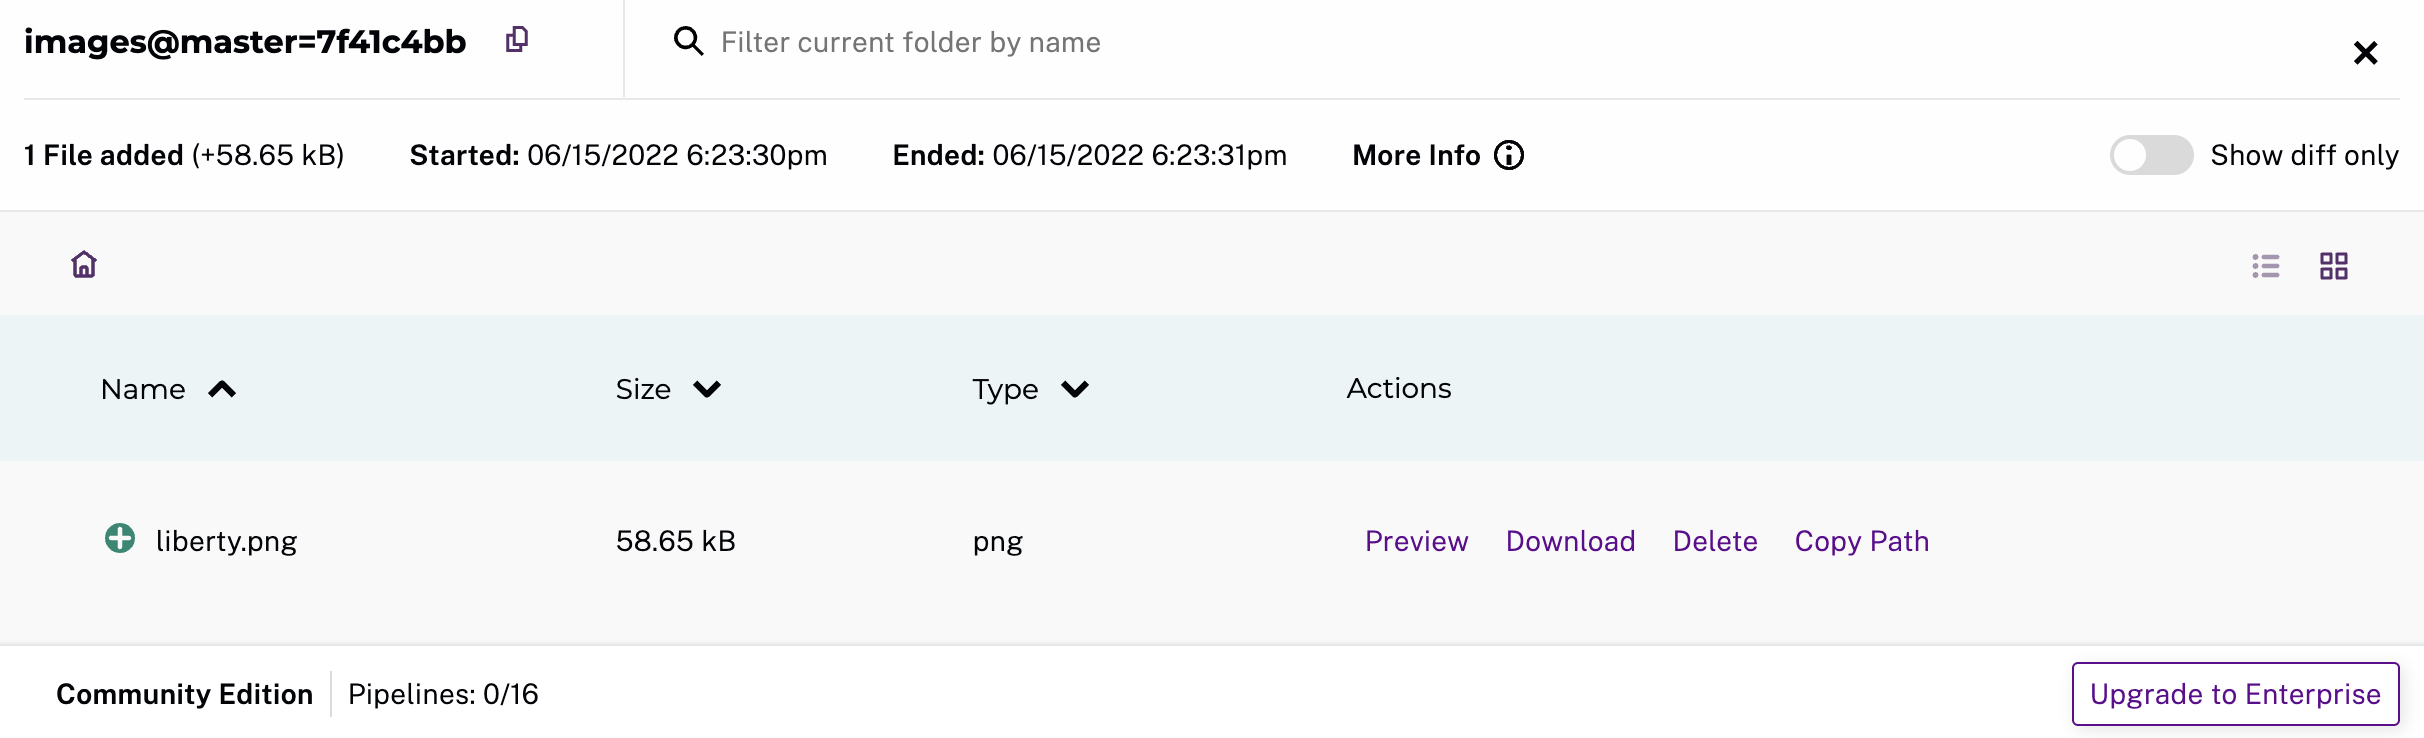 images@master=7f41c4bb
Filter current folder by name
1 File added (+58.65 kB) Started: 06/15/2022 6:23:30pm Ended: 06/15/2022 6:23:31pm More Info Show diff only
Name Size Type Actions
liberty.png 58.65 kB png Preview Download Delete Copy Path
Community Edition Pipelines: 0/16 Upgrade to Enterprise